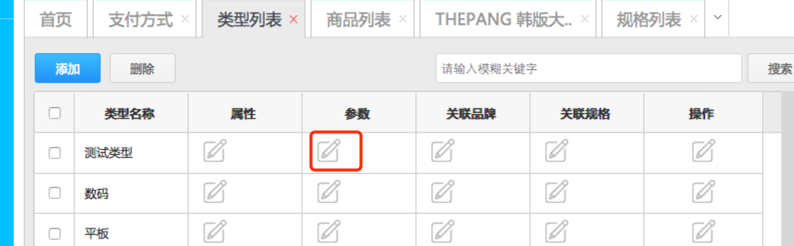 首页 支付方式 类型列表 商品列表 THEPANG 韩版大.. 规格列表
添加 删除 请输入模糊关键字 搜索
类型名称 属性 参数 关联品牌 关联规格 操作
测试类型
数码
平板